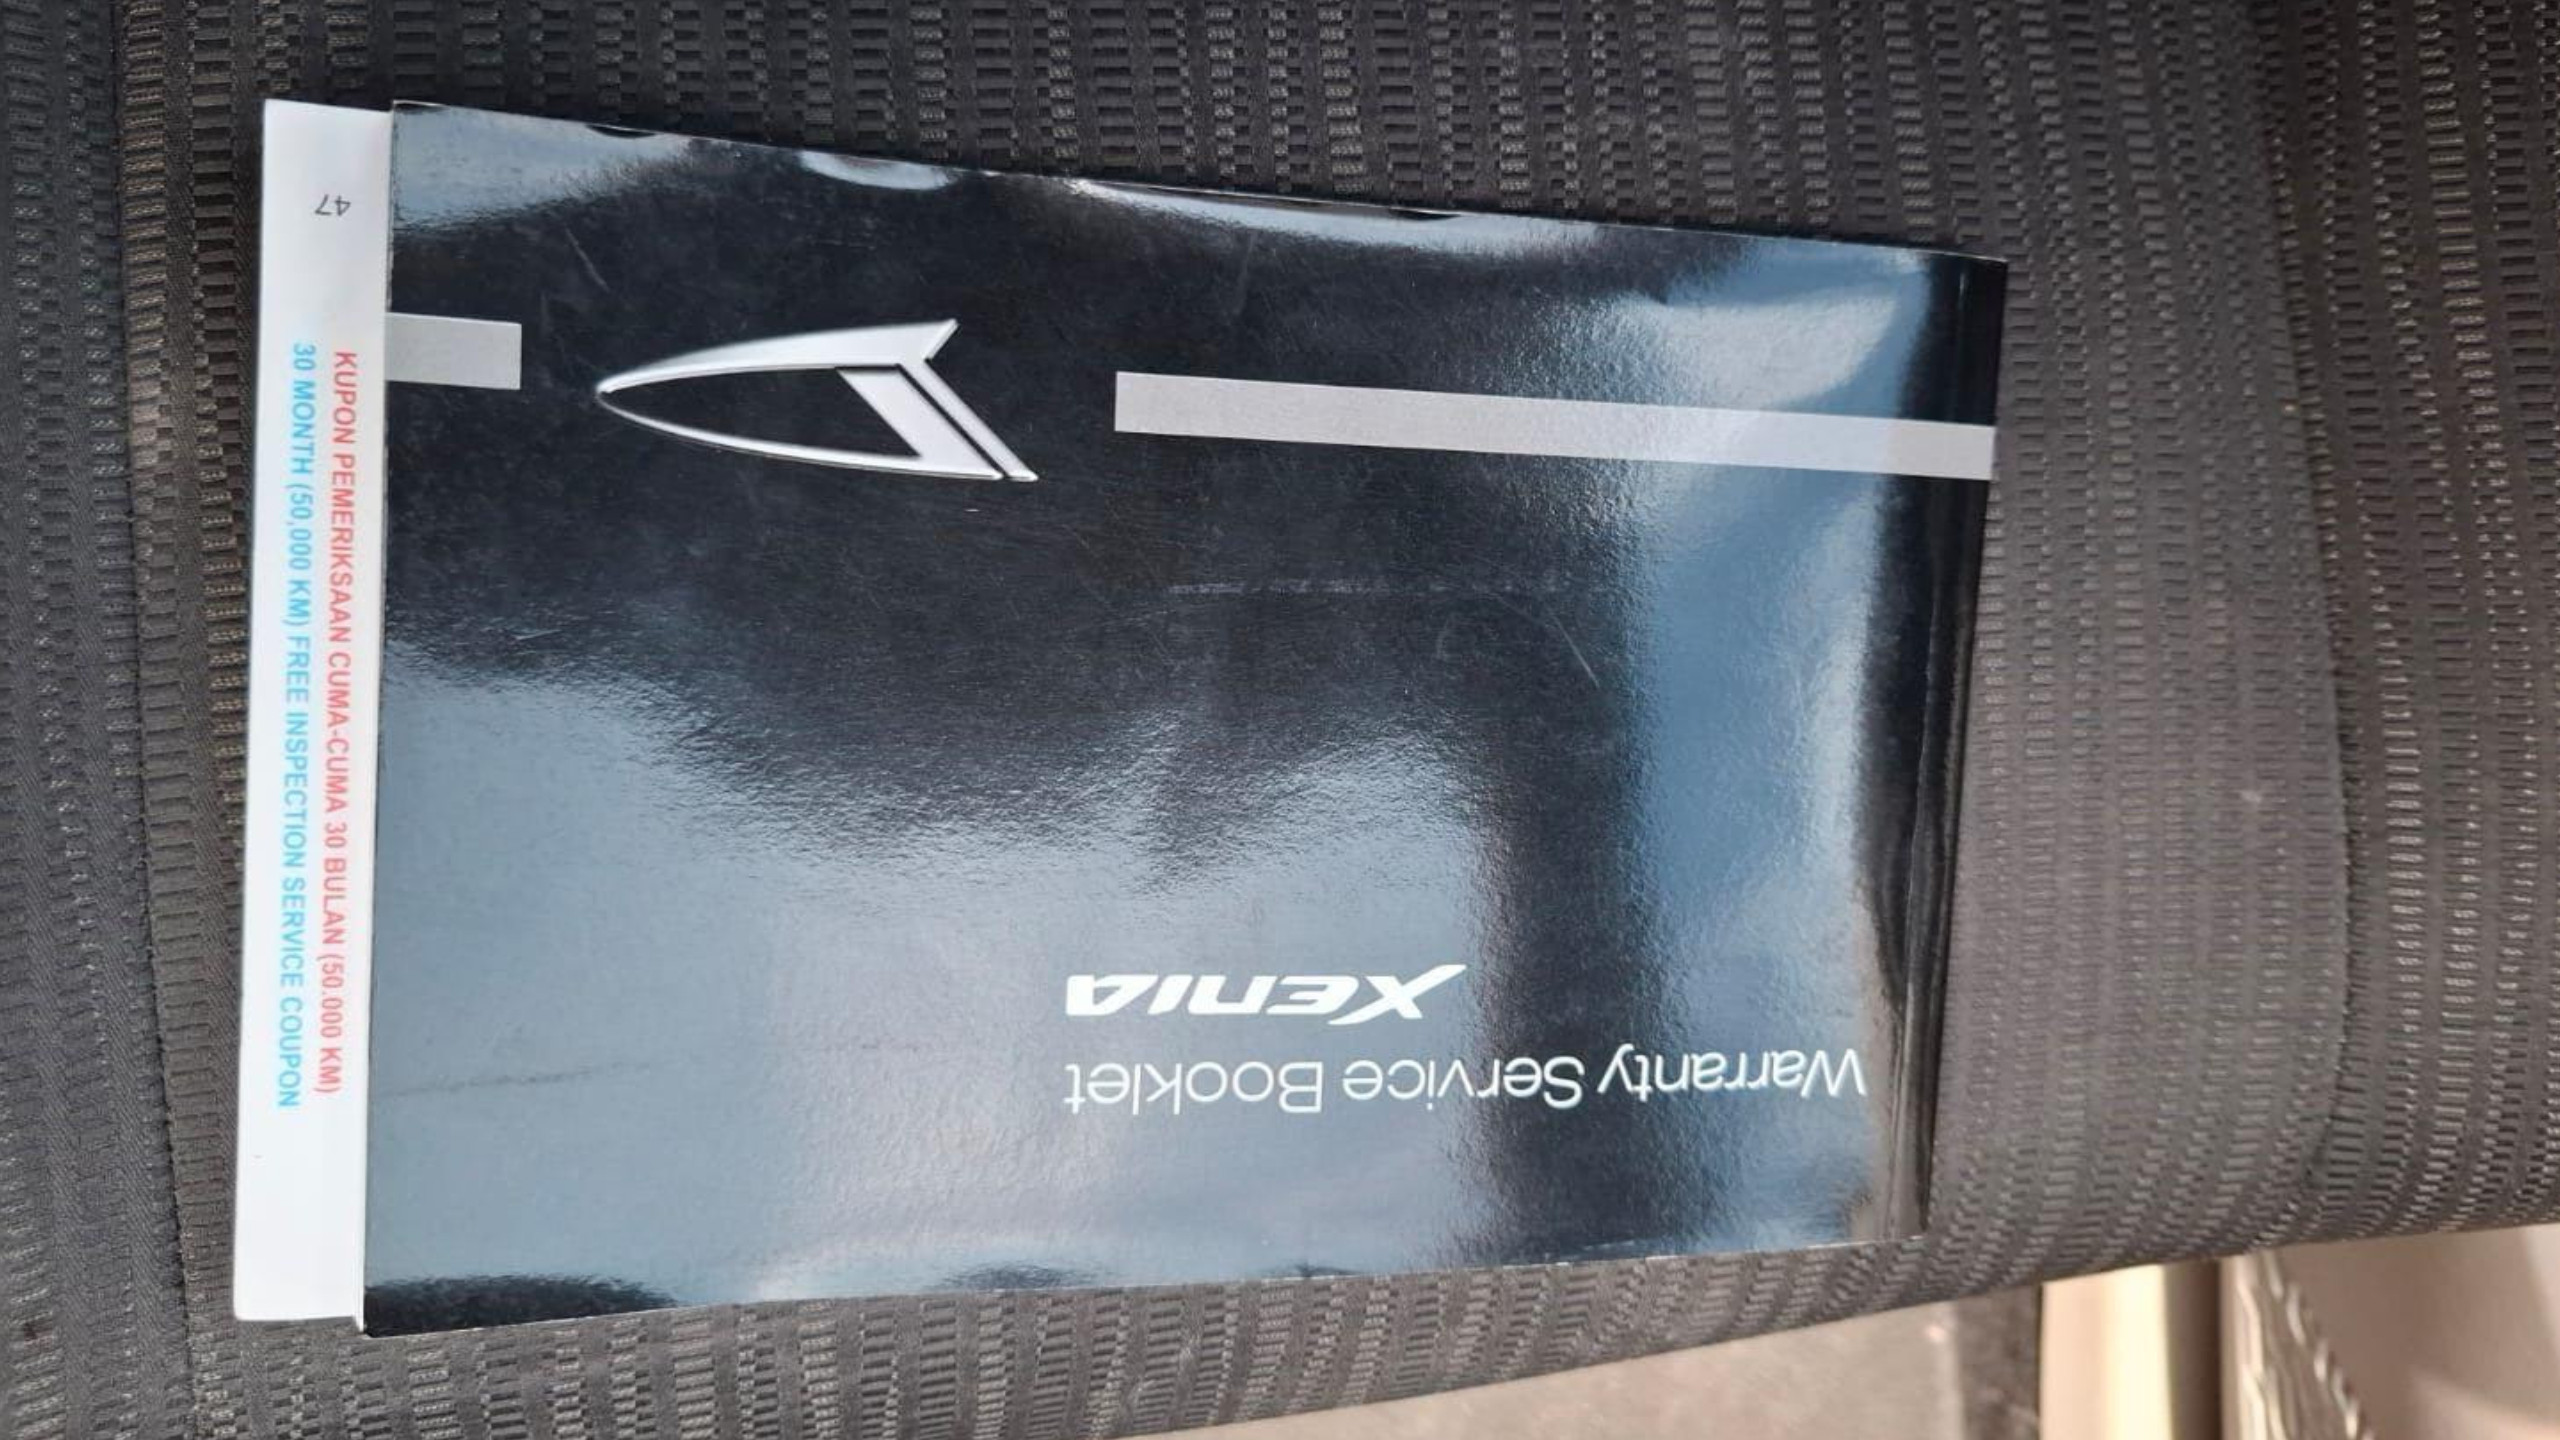 Warranty Service Booklet
XENIA
KUPON PEMERIKSAAN CUMA-CUMA 30 BULAN (50.000 KM)
30 MONTH (50,000 KM) FREE INSPECTION SERVICE COUPON
47